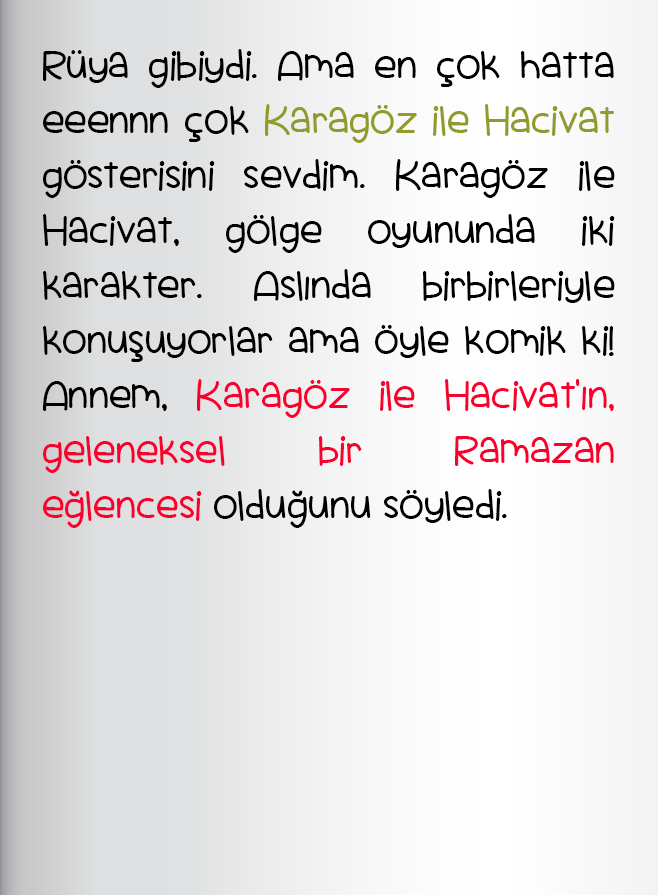 Rüya gibiydi. Ama en çok hatta
eeennn çok Karagöz ile Hacivat
gösterisini sevdim. Karagöz ile
Hacivat, gölge oyununda iki
karakter. Aslında birbirleriyle
konuşuyorlar ama öyle komik ki!
Annem, Karagöz ile Hacivat'ın,
geleneksel bir Ramazan
eğlencesi olduğunu söyledi.